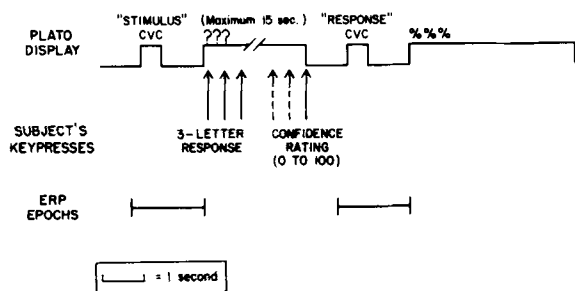 "STIMULUS" (Maximum 15 sec.) "RESPONSE"
PLATO DISPLAY CVC ??? CVC %%%
SUBJECT'S KEYPRESSES
3-LETTER RESPONSE
CONFIDENCE RATING (0 TO 100)
ERP EPOCHS
= 1 second